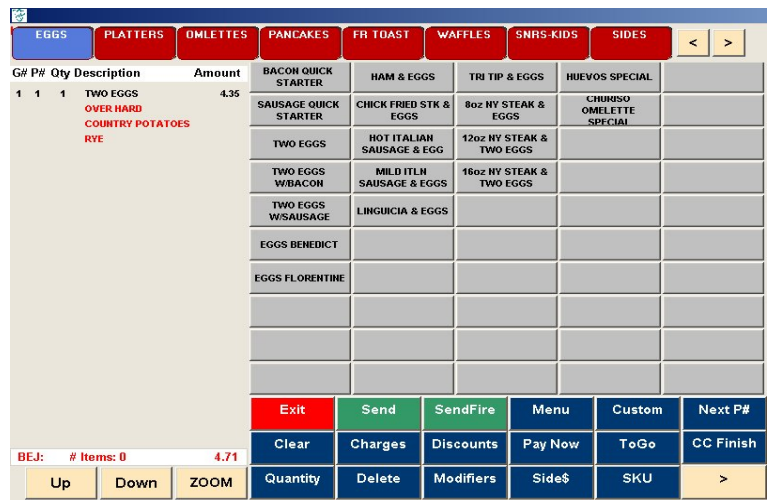 EGGS PLATTERS OMLETTES PANCAKES FR TOAST WAFFLES SNRS-KIDS SIDES < >
G# P# Qty Description Amount
1 1 1 TWO EGGS 4.35
OVER HARD
COUNTRY POTATOES
RYE
BACON QUICK
STARTER
HAM & EGGS
TRI TIP & EGGS
HUEVOS SPECIAL
SAUSAGE QUICK
STARTER
CHICK FRIED STK &
EGGS
8oz NY STEAK &
EGGS
CHURISO
OMELETTE
SPECIAL
TWO EGGS
HOT ITALIAN
SAUSAGE & EGG
12oz NY STEAK &
TWO EGGS
TWO EGGS
W/BACON
MILD ITLN
SAUSAGE & EGGS
16oz NY STEAK &
TWO EGGS
TWO EGGS
W/SAUSAGE
LINGUICIA & EGGS
EGGS BENEDICT
EGGS FLORENTINE
Exit Send SendFire Menu Custom Next P#
Clear Charges Discounts Pay Now ToGo CC Finish
BEJ: # Items: 0 4.71
Up Down ZOOM Quantity Delete Modifiers Side$ SKU >